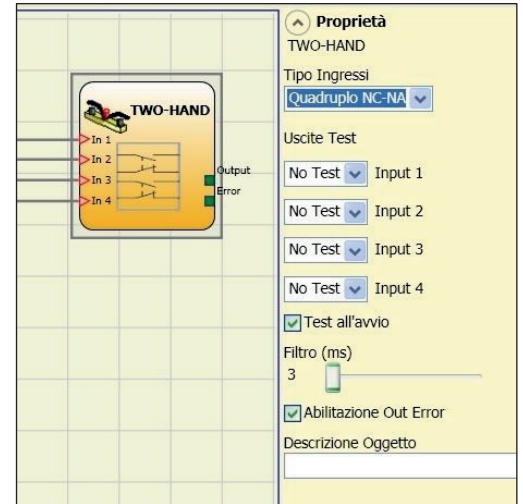 TWO-HAND
In 1
In 2
In 3
In 4
Output
Error
Proprietà
TWO-HAND
Tipo Ingressi
Quadruplo NC-NA
Uscite Test
No Test Input 1
No Test Input 2
No Test Input 3
No Test Input 4
Test all'avvio
Filtro (ms)
3
Abilitazione Out Error
Descrizione Oggetto